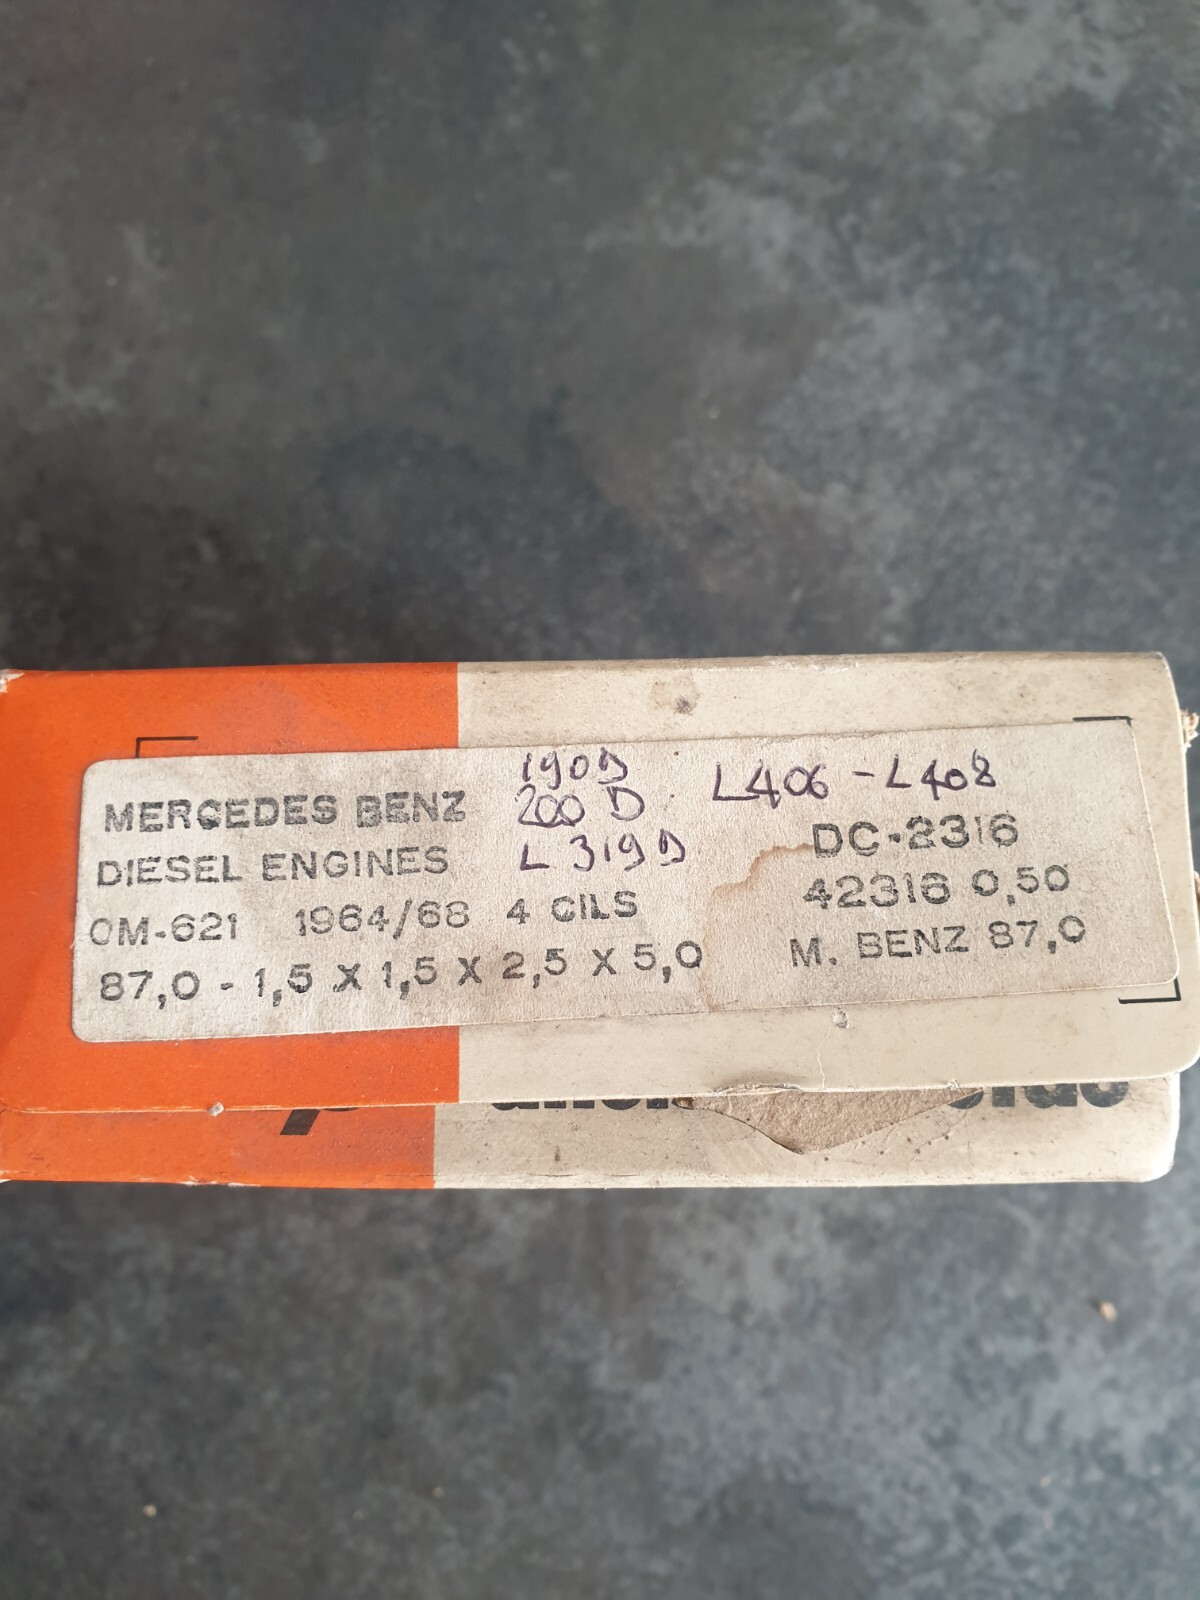 190D
MERCEDES BENZ 200 D L406 - L408
DIESEL ENGINES L 319 D DC-2316
OM-621 1964/68 4 CILS 42316 0,50
87,0 - 1,5 X 1,5 X 2,5 X 5,0 M. BENZ 87,0